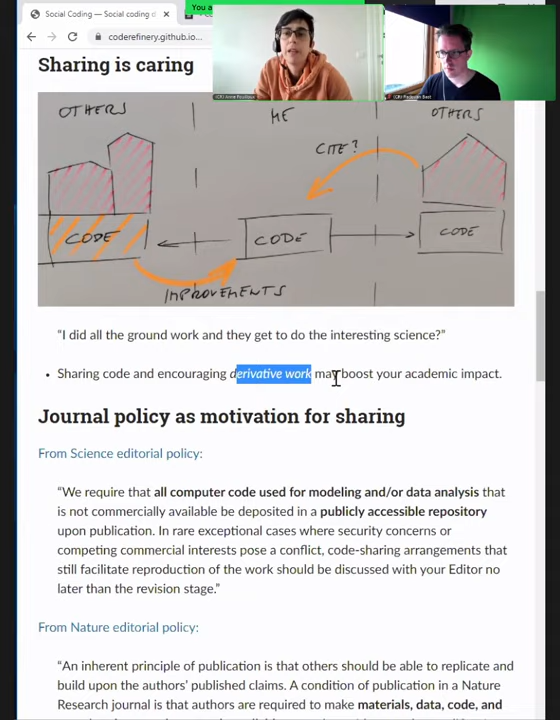 You a
Social Coding — Social coding d
coderefinery.github.io...
Sharing is caring
OTHERS
ME
OTHERS
CITE?
CODE
CODE
CODE
IMPROVEMENTS
“I did all the ground work and they get to do the interesting science?”
• Sharing code and encouraging derivative work may boost your academic impact.
Journal policy as motivation for sharing
From Science editorial policy:
“We require that all computer code used for modeling and/or data analysis that
is not commercially available be deposited in a publicly accessible repository
upon publication. In rare exceptional cases where security concerns or
competing commercial interests pose a conflict, code-sharing arrangements that
still facilitate reproduction of the work should be discussed with your Editor no
later than the revision stage.”
From Nature editorial policy:
“An inherent principle of publication is that others should be able to replicate and
build upon the authors' published claims. A condition of publication in a Nature
Research journal is that authors are required to make materials, data, code, and